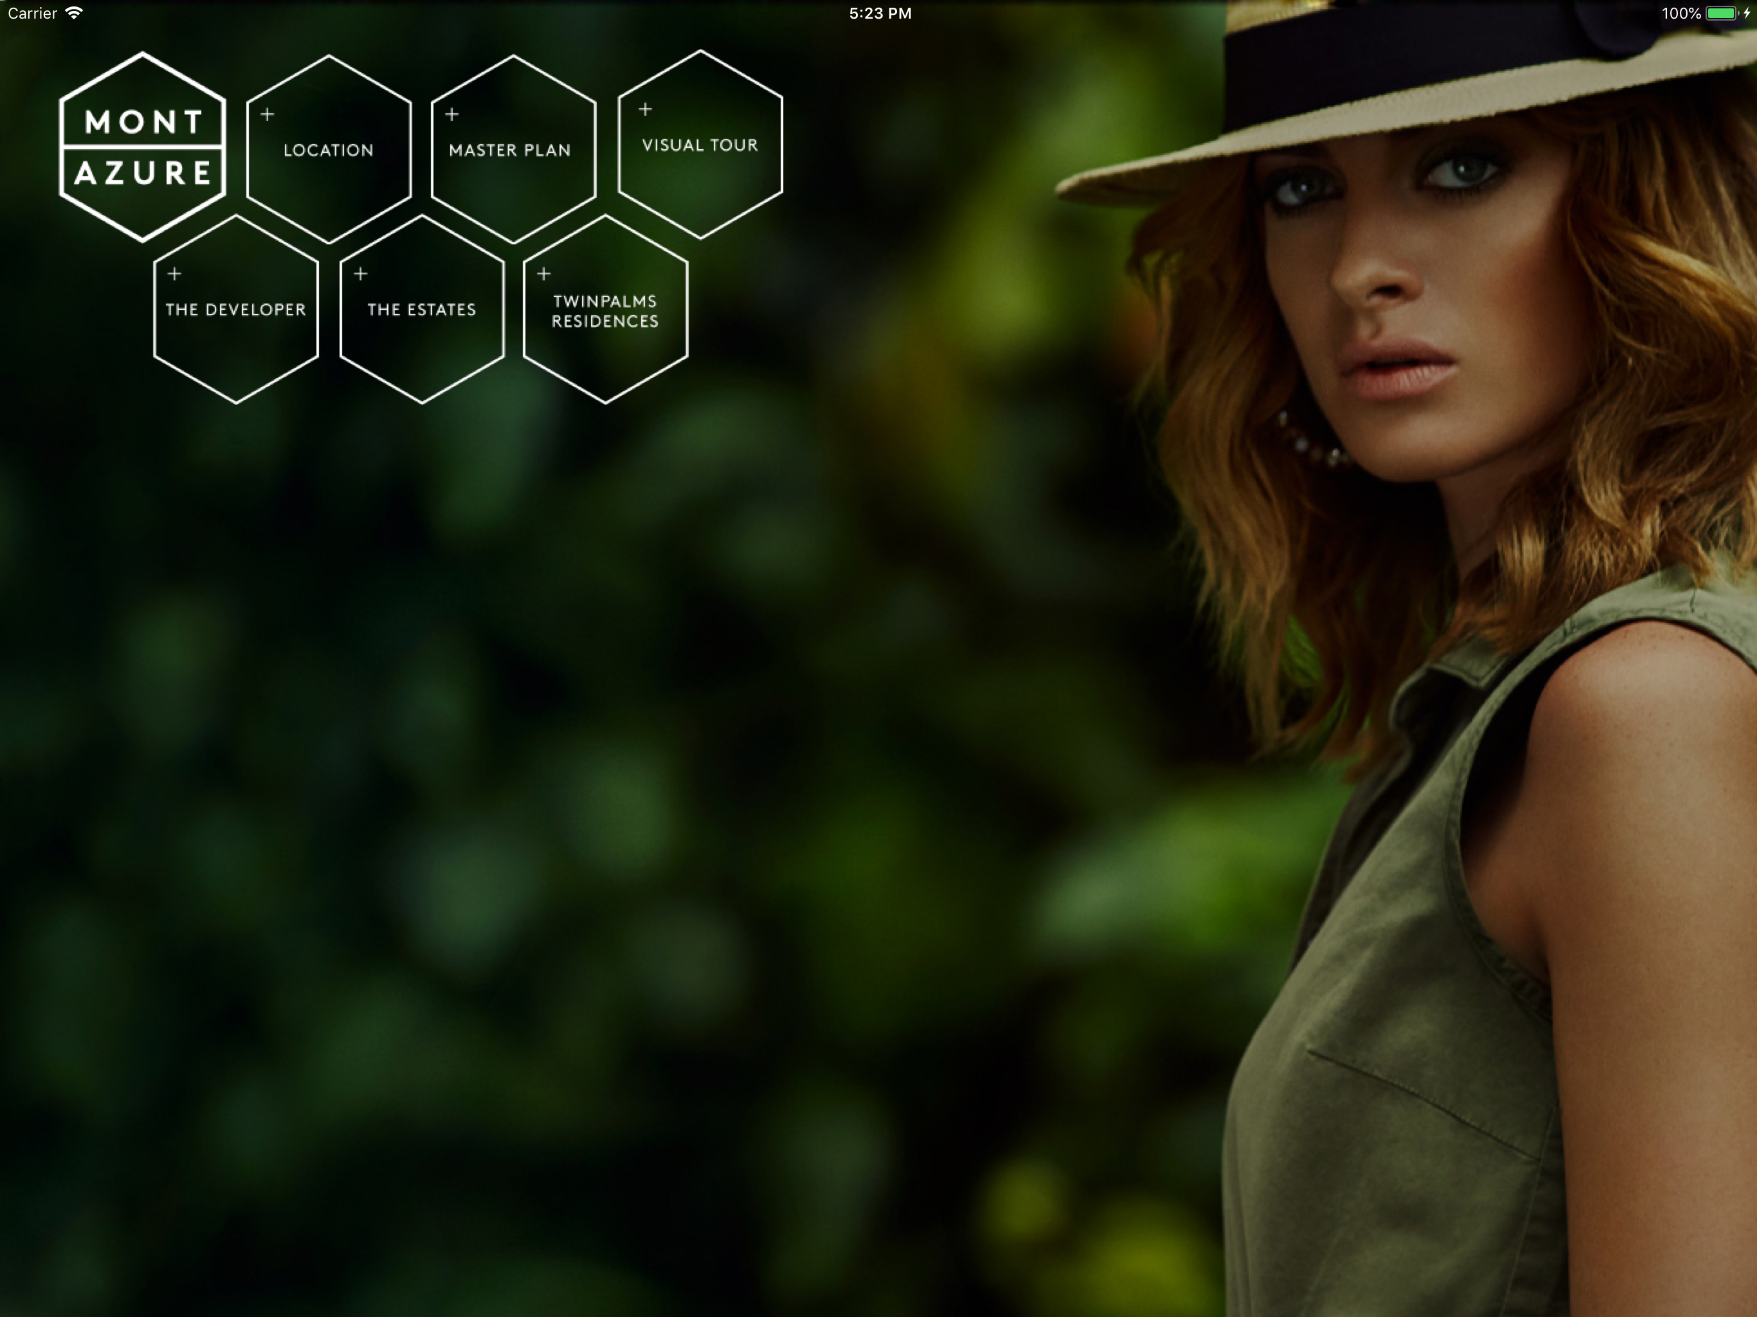 Carrier
5:23 PM
100%
MONT
AZURE
+
LOCATION
+
MASTER PLAN
+
VISUAL TOUR
+
THE DEVELOPER
+
THE ESTATES
+
TWINPALMS
RESIDENCES